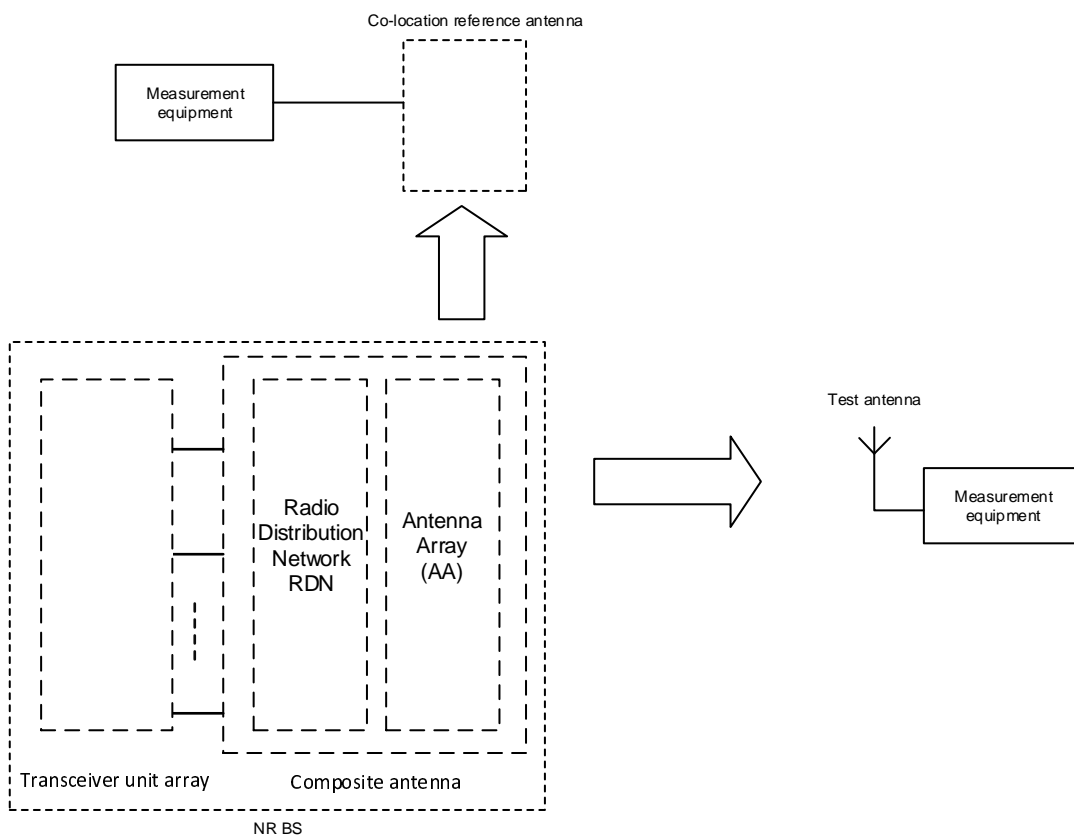 Co-location reference antenna
Measurement
equipment
Test antenna
Measurement
equipment
Radio
Distribution
Network
RDN
Antenna
Array
(AA)
Transceiver unit array
Composite antenna
NR BS